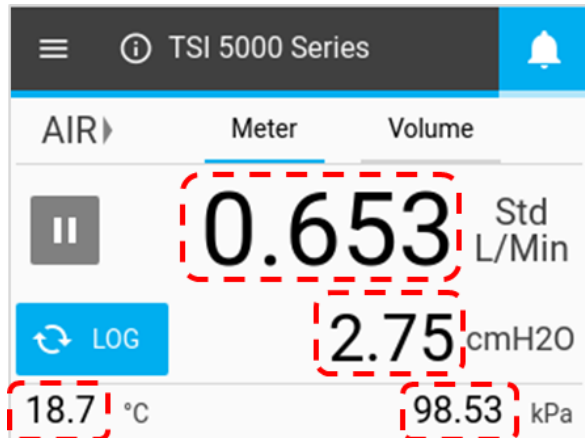 TSI 5000 Series
AIR Meter Volume
0.653 Std L/Min
LOG 2.75 cmH2O
18.7 °C 98.53 kPa